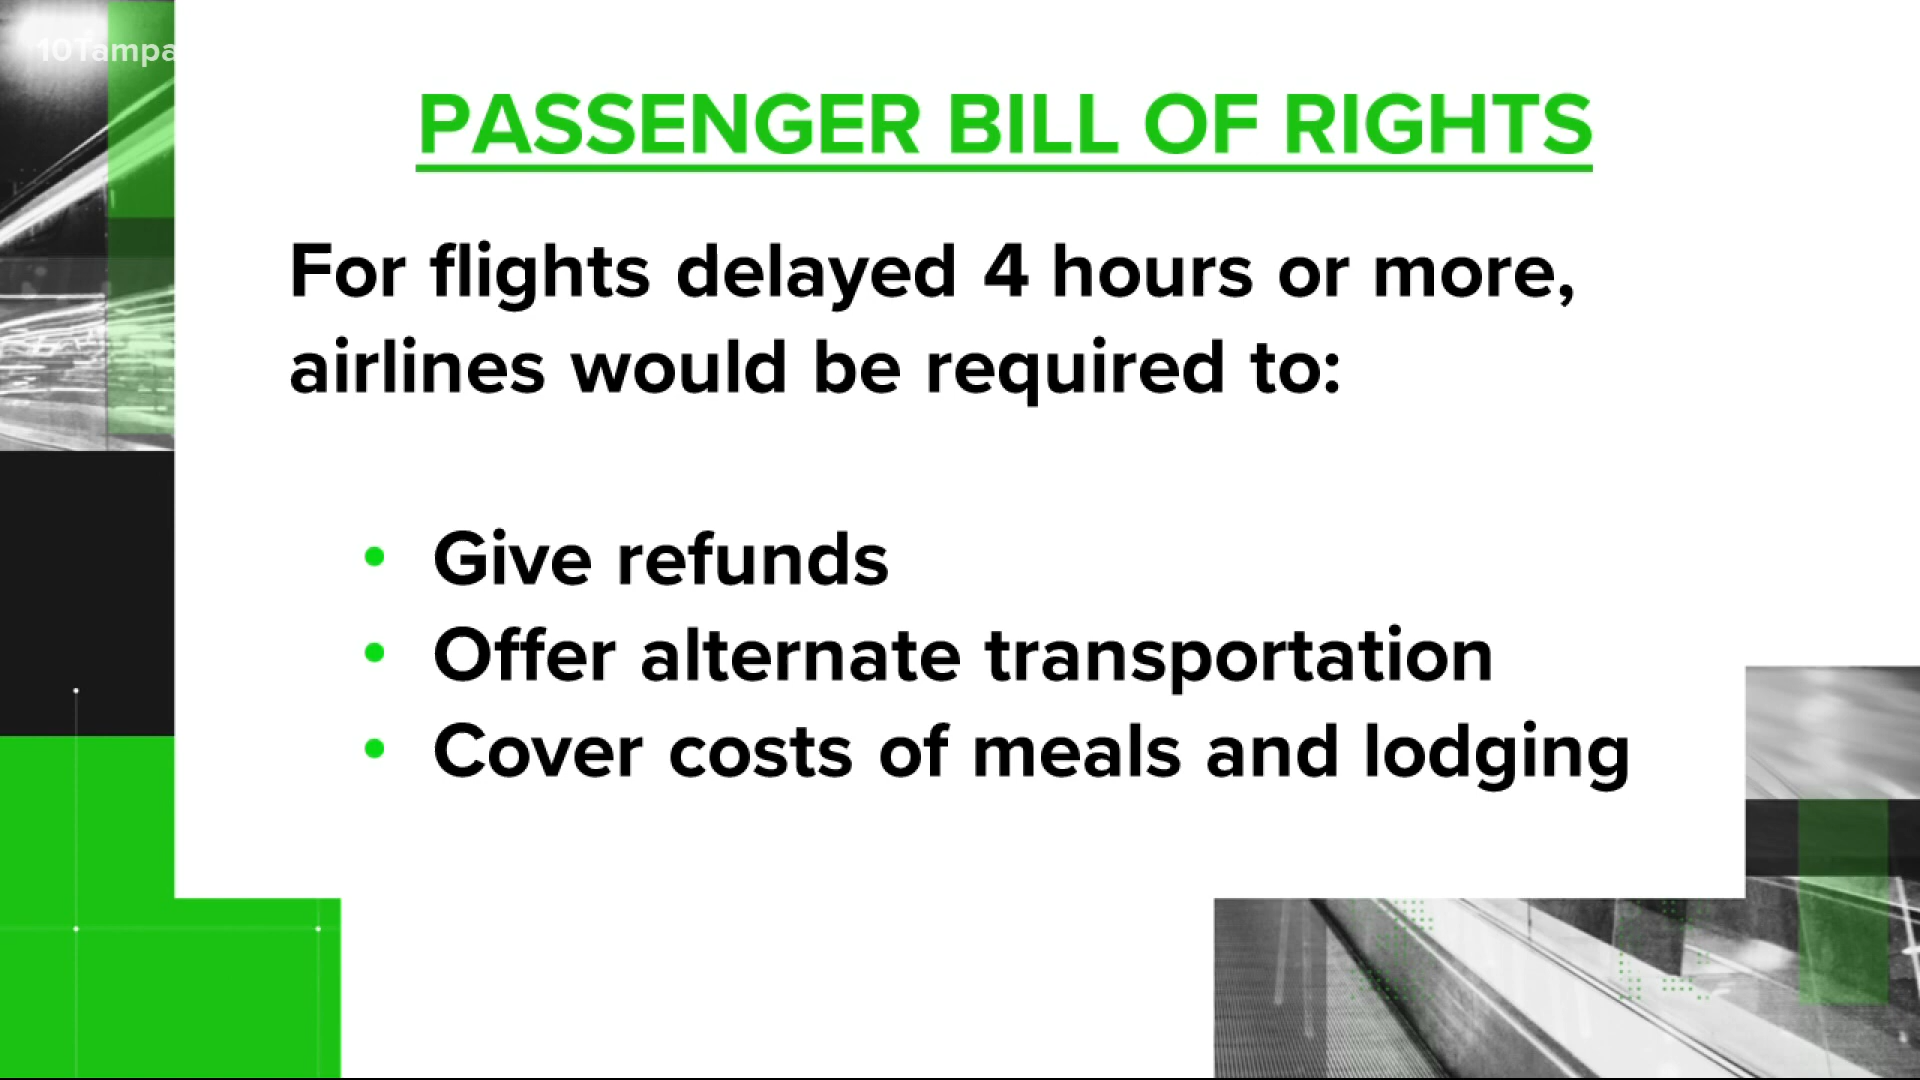 10Tampa
PASSENGER BILL OF RIGHTS
For flights delayed 4 hours or more,
airlines would be required to:
• Give refunds
• Offer alternate transportation
• Cover costs of meals and lodging